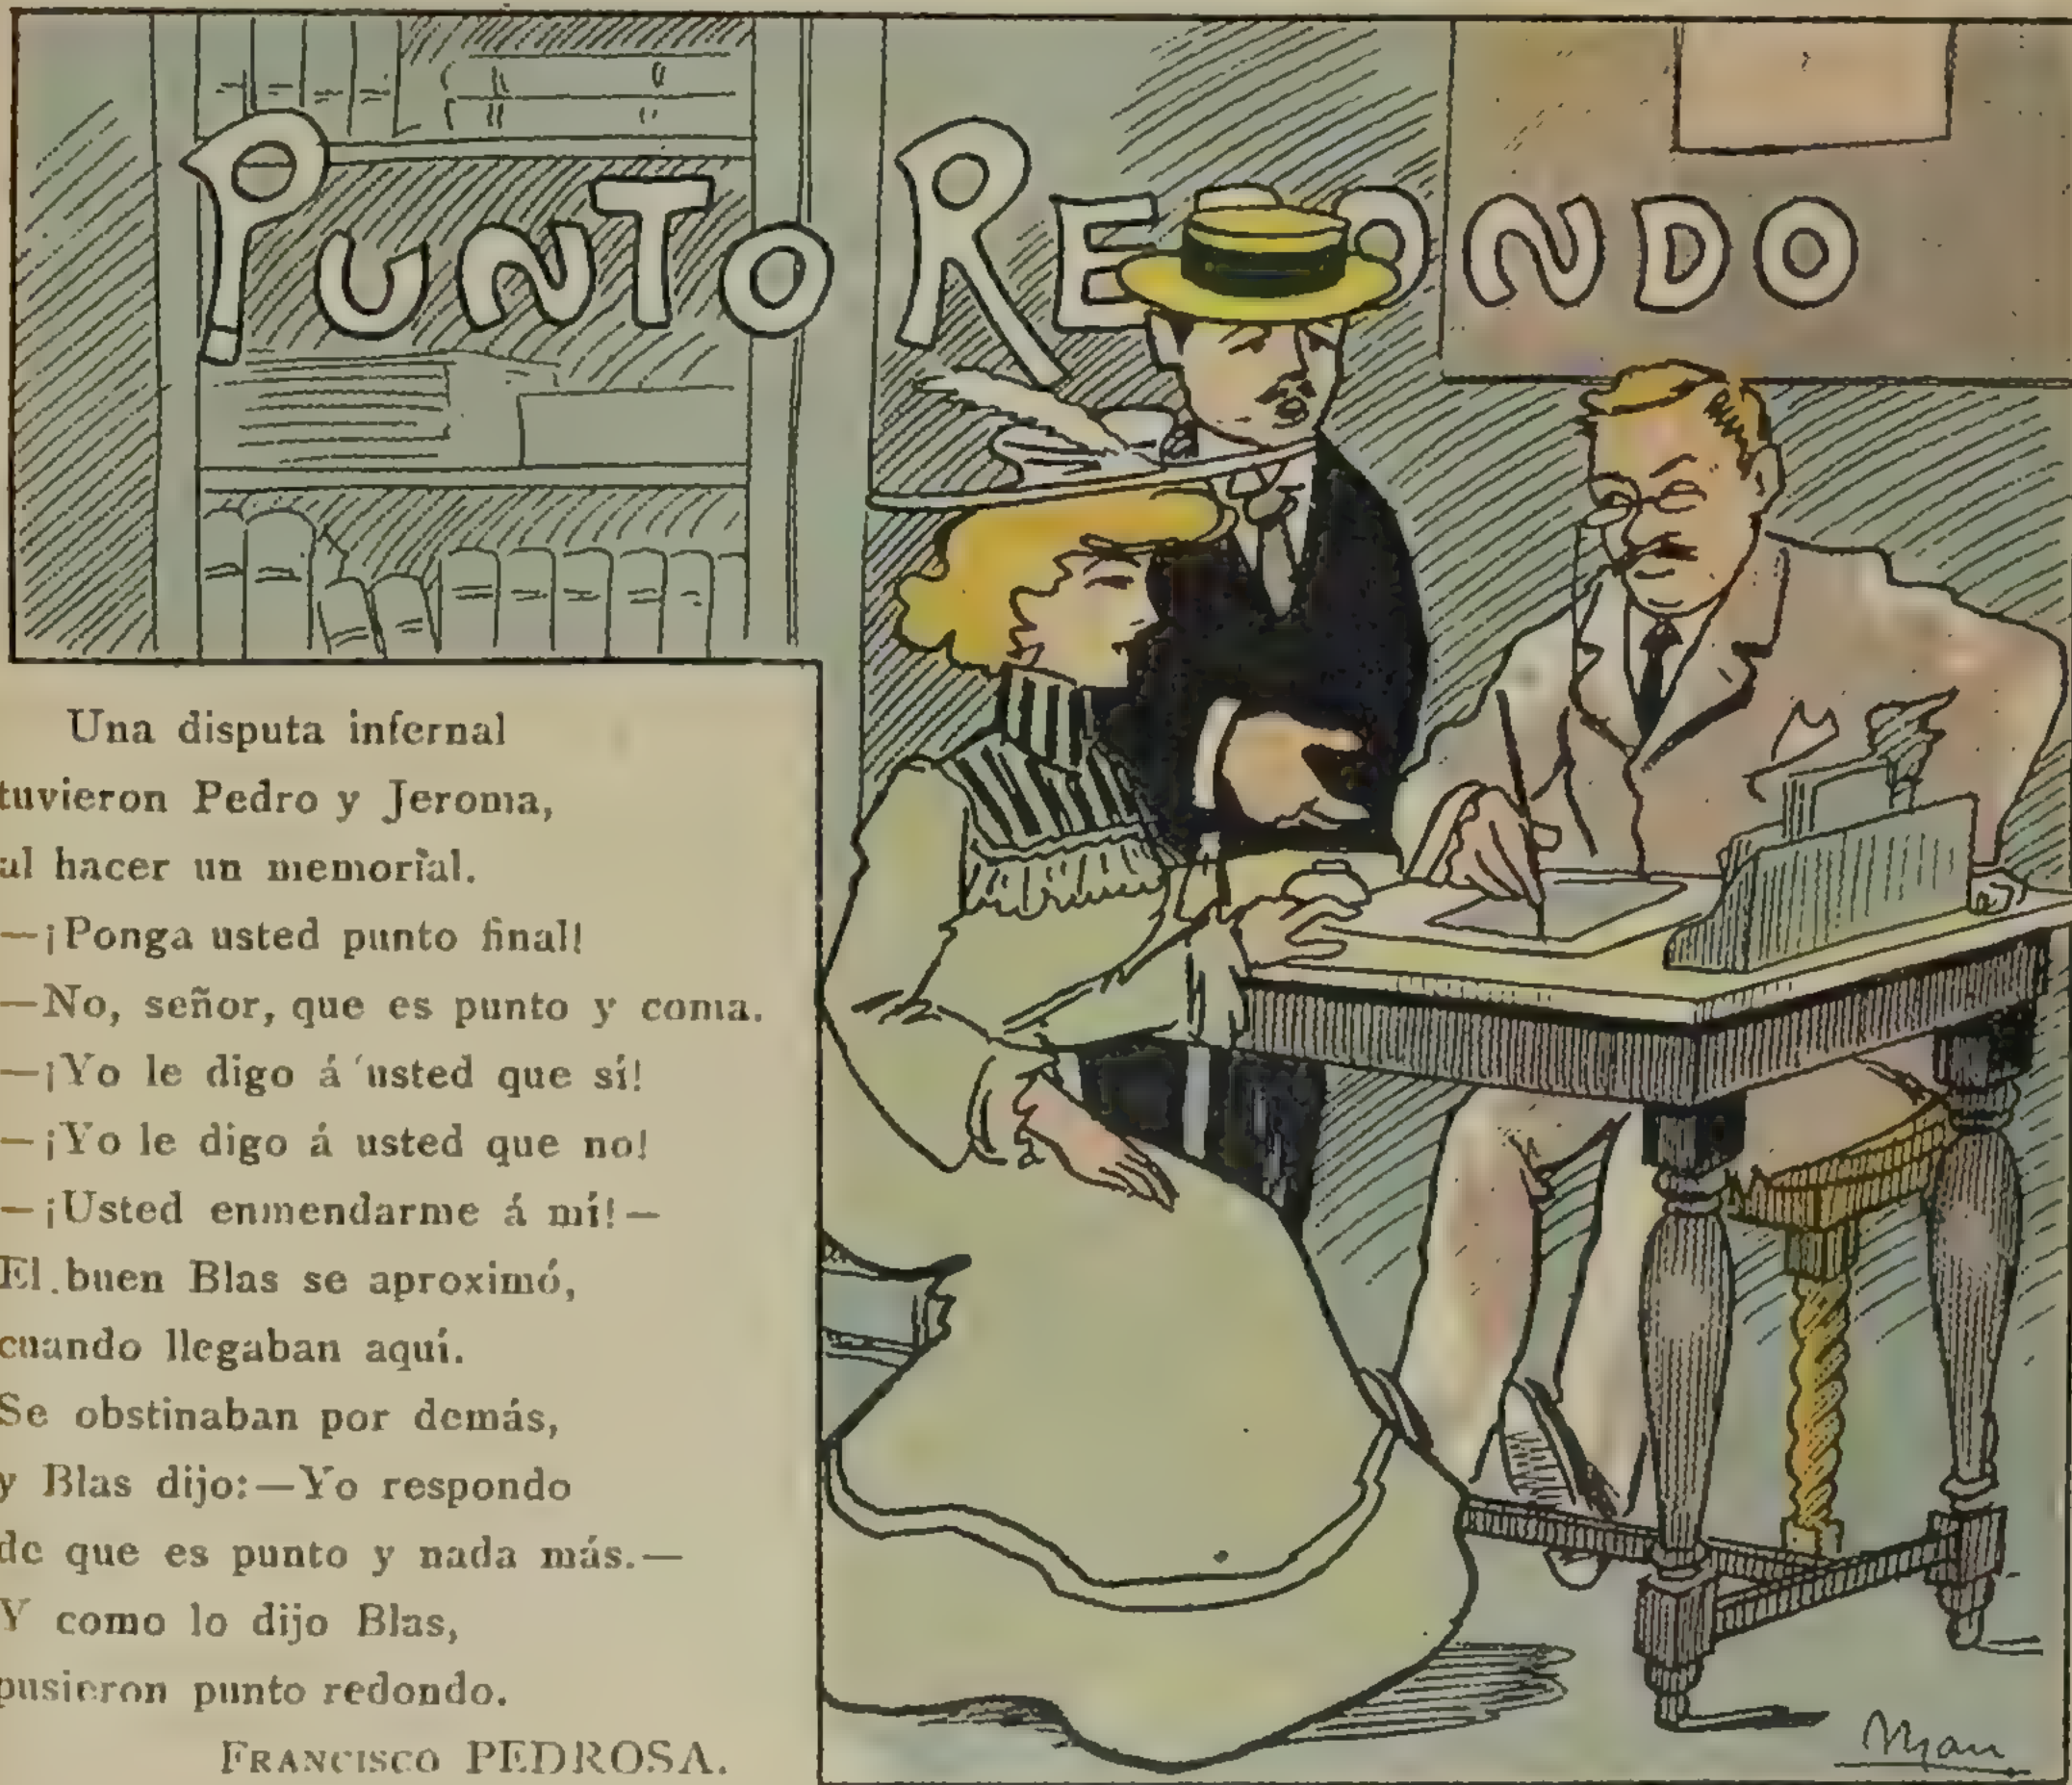 PUNTO REDONDO
Una disputa infernal
tuvieron Pedro y Jeroma,
al hacer un memorial.
—¡Ponga usted punto final!
—No, señor, que es punto y coma.
—¡Yo le digo á usted que sí!
—¡Yo le digo á usted que no!
—¡Usted enmendarme á mí!—
El buen Blas se aproximó,
cuando llegaban aquí.
Se obstinaban por demás,
y Blas dijo:—Yo respondo
de que es punto y nada más.—
Y como lo dijo Blas,
pusieron punto redondo.
FRANCISCO PEDROSA.